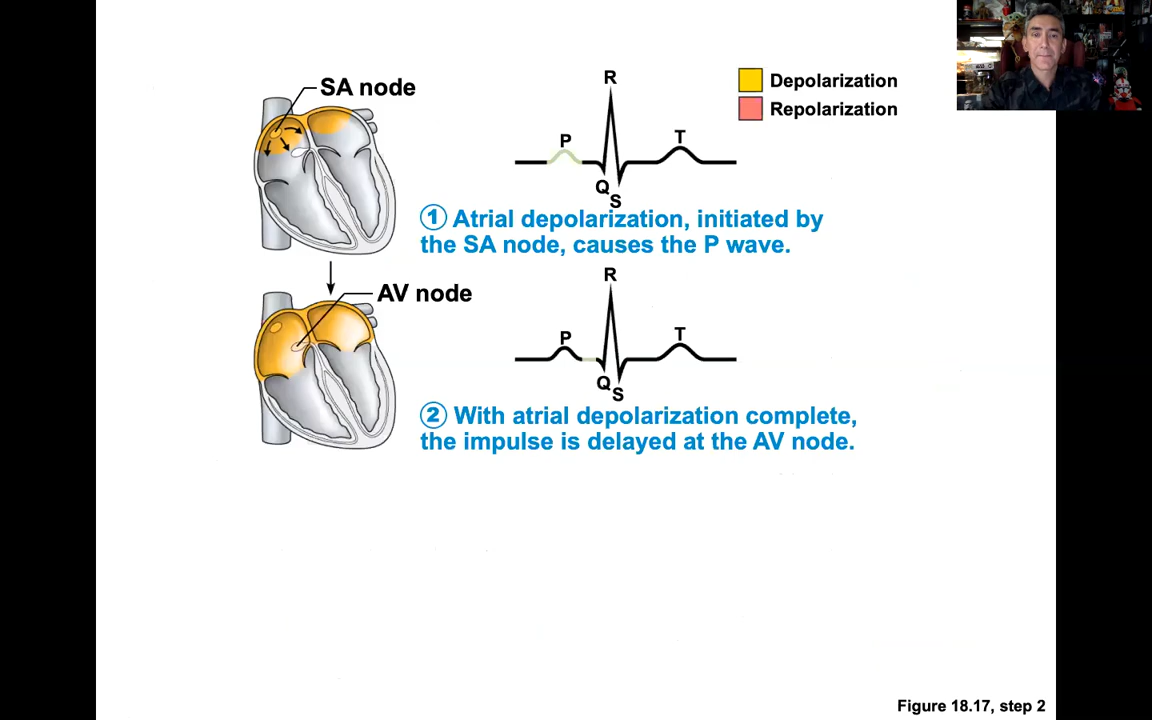 SA node
R
P
T
Q
S
Depolarization
Repolarization
① Atrial depolarization, initiated by
the SA node, causes the P wave.
AV node
R
P
T
Q
S
② With atrial depolarization complete,
the impulse is delayed at the AV node.
Figure 18.17, step 2